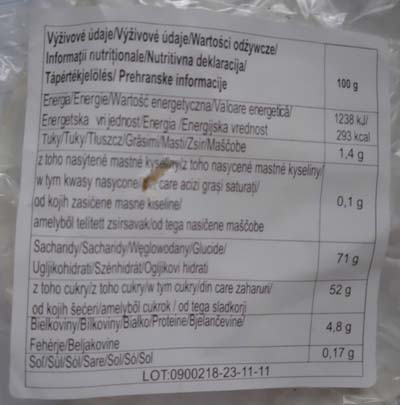 Výživové údaje/Výživové údaje/Wartości odżywcze/
Informații nutriționale/Nutritivna deklaracija/
Tápértékjelölés/ Prehranske informacije
100 g
Energia/Energie/Wartość energetyczna/Valoare energetică/
Energetska vrijednost/Energia/Energijska vrednost
1238 kJ/
293 kcal
Tuky/Tuky/Tłuszcz/Grăsimi/Masti/Zsír/Maščobe
1,4 g
z toho nasýtené mastné kyseliny/z toho nasycené mastné kyseliny/
w tym kwasy nasycone/ care acizi grași saturați/
od kojih zasićene masne kiseline/
amelyből telített zsírsavak/od tega nasičene maščobe
0,1 g
Sacharidy/Sacharidy/Węglowodany/Glucide/
Ugljikohidrati/Szénhidrát/Ogljikovi hidrati
71 g
z toho cukry/z toho cukry/w tym cukry/din care zaharuri/
od kojih šećeri/amelyből cukrok / od tega sladkorji
52 g
Bielkoviny/Bílkoviny/Białko/Proteine/Bjelančevine/
Fehérje/Beljakovine
4,8 g
Soľ/Sůl/Sól/Sare/Sol/Só/Sol
0,17 g
LOT:0900218-23-11-11